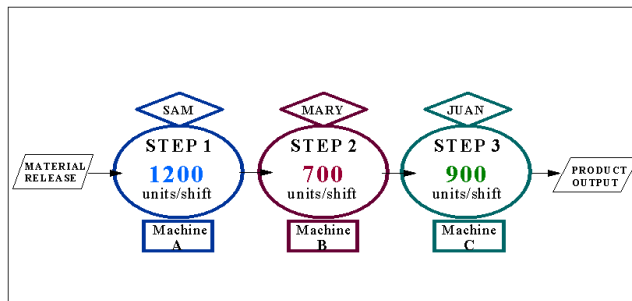 SAM
MARY
JUAN
STEP 1
STEP 2
STEP 3
MATERIAL
RELEASE
1200
700
900
PRODUCT
OUTPUT
units/shift
units/shift
units/shift
Machine
A
Machine
B
Machine
C